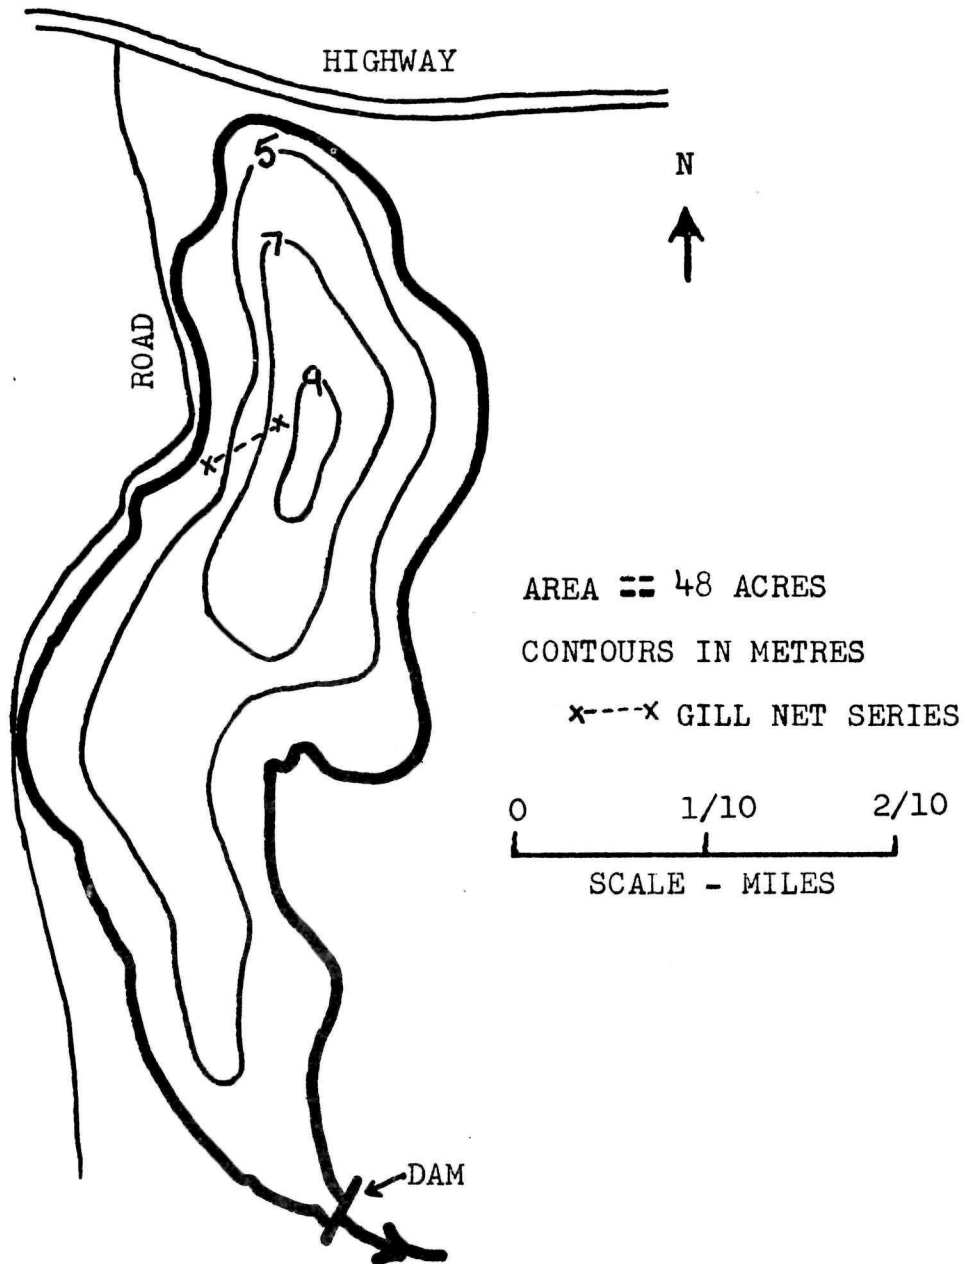 HIGHWAY
N
5
7
9
ROAD
AREA = 48 ACRES
CONTOURS IN METRES
x----x GILL NET SERIES
0 1/10 2/10
SCALE - MILES
DAM